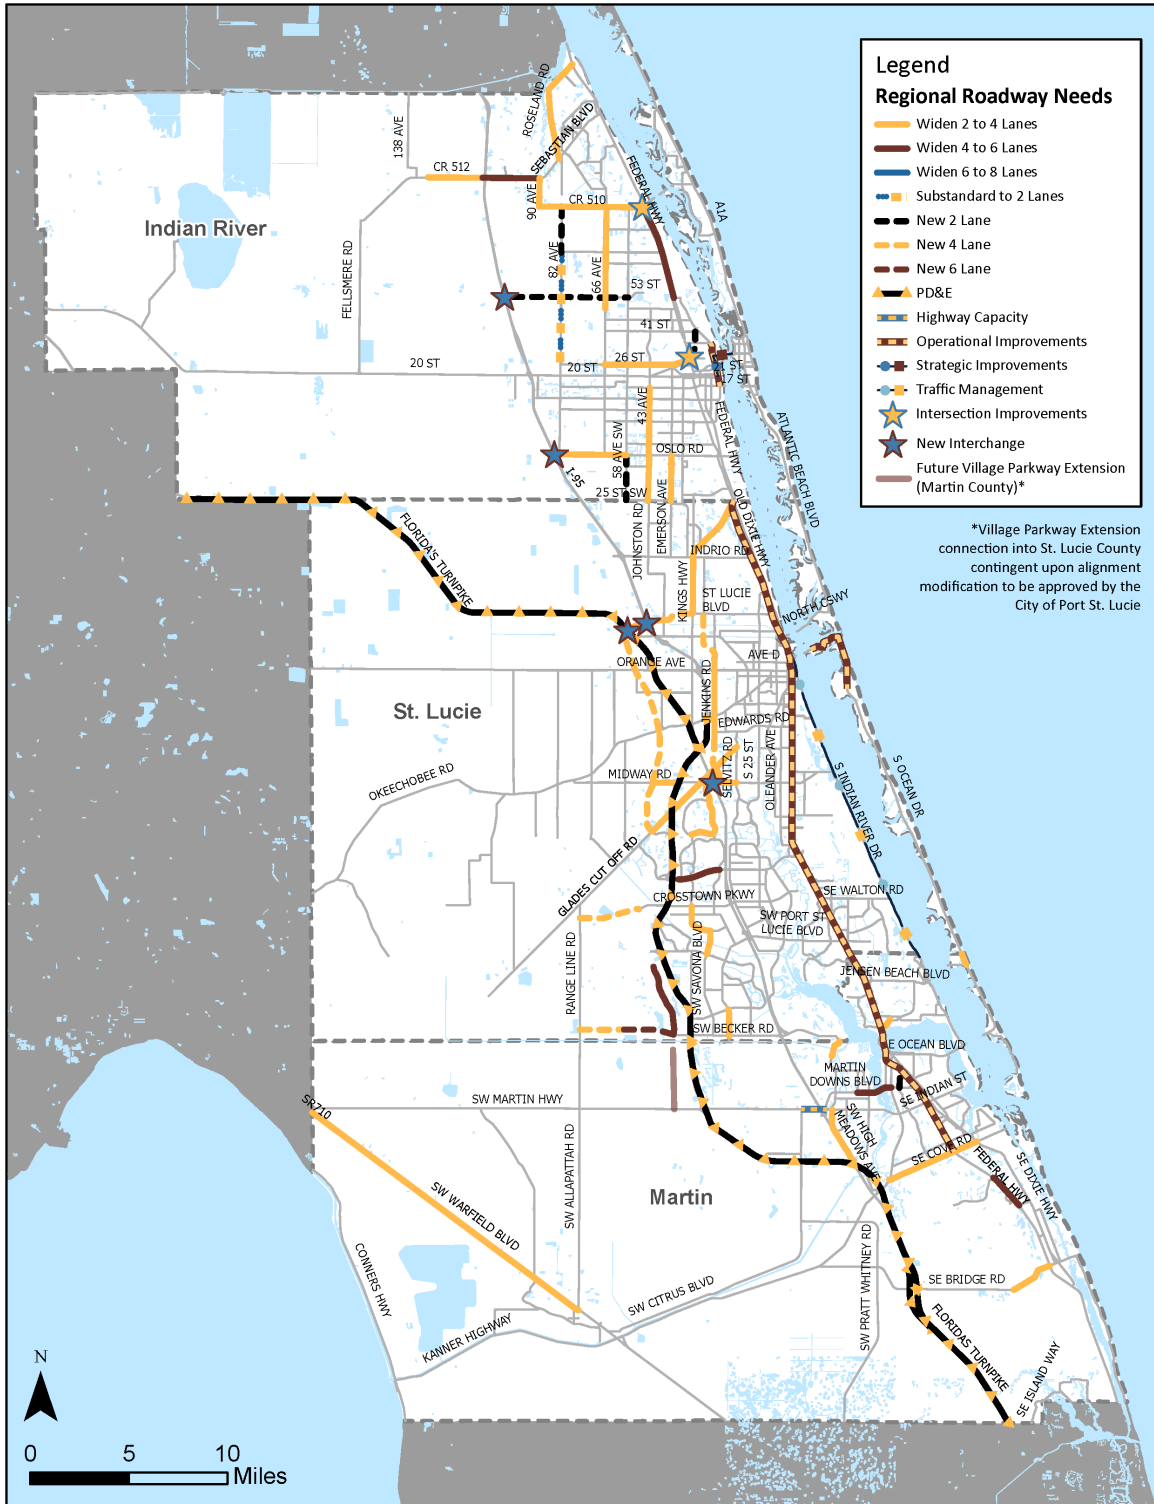 Legend
Regional Roadway Needs
Widen 2 to 4 Lanes
Widen 4 to 6 Lanes
Widen 6 to 8 Lanes
Substandard to 2 Lanes
New 2 Lane
New 4 Lane
New 6 Lane
PD&E
Highway Capacity
Operational Improvements
Strategic Improvements
Traffic Management
Intersection Improvements
New Interchange
Future Village Parkway Extension
(Martin County)*
*Village Parkway Extension
connection into St. Lucie County
contingent upon alignment
modification to be approved by the
City of Port St. Lucie
ROSELAND RD
SEBASTIAN BLVD
138 AVE
CR 512
90 AVE
CR 510
FEDERAL HWY
A1A
Indian River
FELLSMERE RD
82 AVE
66 AVE
53 ST
41 ST
26 ST
20 ST
20 ST
21 ST
17 ST
43 AVE
FEDERAL HWY
ATLANTIC BEACH BLVD
58 AVE SW
OSLO RD
I-95
25 ST SW
EMERSON AVE
OLD DIXIE HWY
JOHNSTON RD
FLORIDA'S TURNPIKE
INDRIO RD
KINGS HWY
ST LUCIE
BLVD
NORTH CSWY
ORANGE AVE
AVE D
JENKINS RD
St. Lucie
EDWARDS RD
SELVITZ RD
S 25 ST
OLEANDER AVE
MIDWAY RD
OKEECHOBEE RD
S INDIAN RIVER DR
S OCEAN DR
GLADES CUT OFF RD
CROSSTOWN PKWY
SE WALTON RD
SW PORT ST
LUCIE BLVD
RANGE LINE RD
SW SAVONA BLVD
JENSEN BEACH BLVD
SW BECKER RD
SE OCEAN BLVD
MARTIN
DOWNS BLVD
SE INDIAN ST
SR710
SW MARTIN HWY
SW HIGH
MEADOWS AVE
SE COVE RD
SW ALLAPATTAH RD
FEDERAL HWY
SE DIXIE HWY
Martin
SW WARFIELD BLVD
CONNERS HWY
SW PRATT WHITNEY RD
SE BRIDGE RD
SW CITRUS BLVD
KANNER HIGHWAY
FLORIDAS TURNPIKE
SE ISLAND WAY
N
0
5
10
Miles